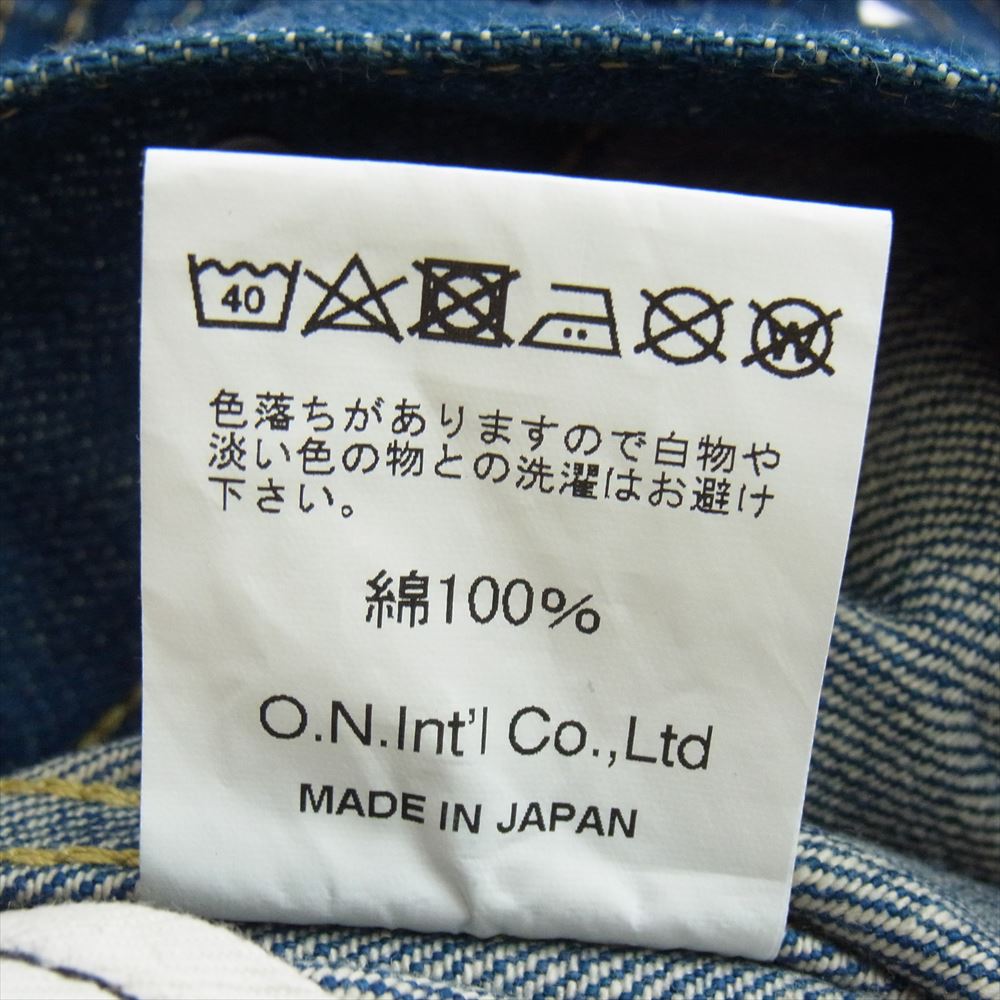 40
W
色落ちがありますので白物や
淡い色の物との洗濯はお避け
下さい。
綿100%
O.N.Int'l Co.,Ltd
MADE IN JAPAN